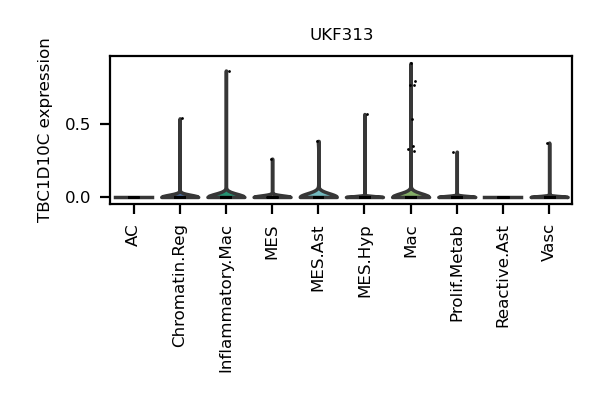 UKF313
TBC1D10C expression
0.5
0.0
AC
Chromatin.Reg
Inflammatory.Mac
MES
MES.Ast
MES.Hyp
Mac
Prolif.Metab
Reactive.Ast
Vasc